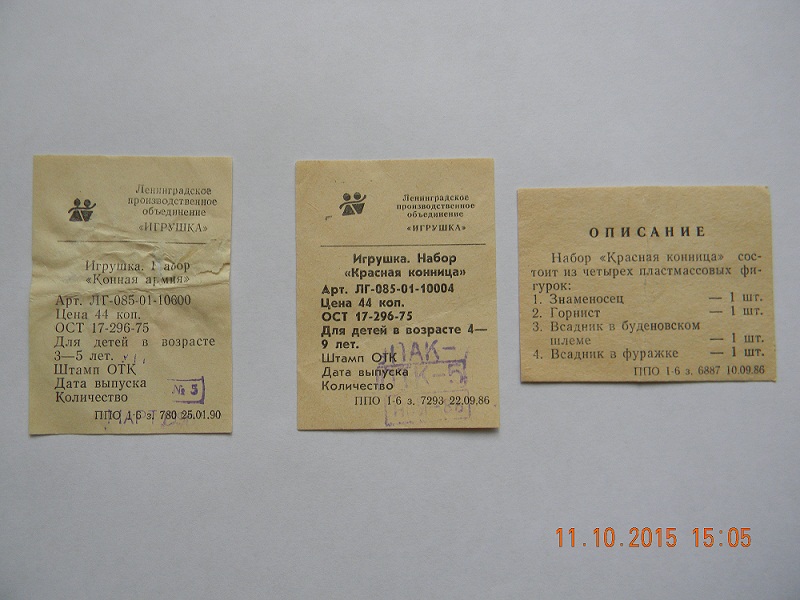 Ленинградское
производственное
объединение
«ИГРУШКА»
Игрушка. Набор
«Конная армия»
Арт. ЛГ-085-01-10600
Цена 44 коп.
ОСТ 17-296-75
Для детей в возрасте
3—5 лет.
Штамп ОТК
Дата выпуска
Количество
№ 5
ППО 1-6 з. 780 25.01.90
Ленинградское
производственное
объединение
«ИГРУШКА»
Игрушка. Набор
«Красная конница»
Арт. ЛГ-085-01-10004
Цена 44 коп.
ОСТ 17-296-75
Для детей в возрасте 4—
9 лет.
Штамп ОТК
Дата выпуска
Количество
ППО 1-6 з. 7293 22.09.86
ОПИСАНИЕ
Набор «Красная конница» сос-
тоит из четырех пластмассовых фи-
гурок:
1. Знаменосец — 1 шт.
2. Горнист — 1 шт.
3. Всадник в буденовском
шлеме — 1 шт.
4. Всадник в фуражке — 1 шт.
ППО 1-6 з. 6887 10.09.86
11.10.2015 15:05